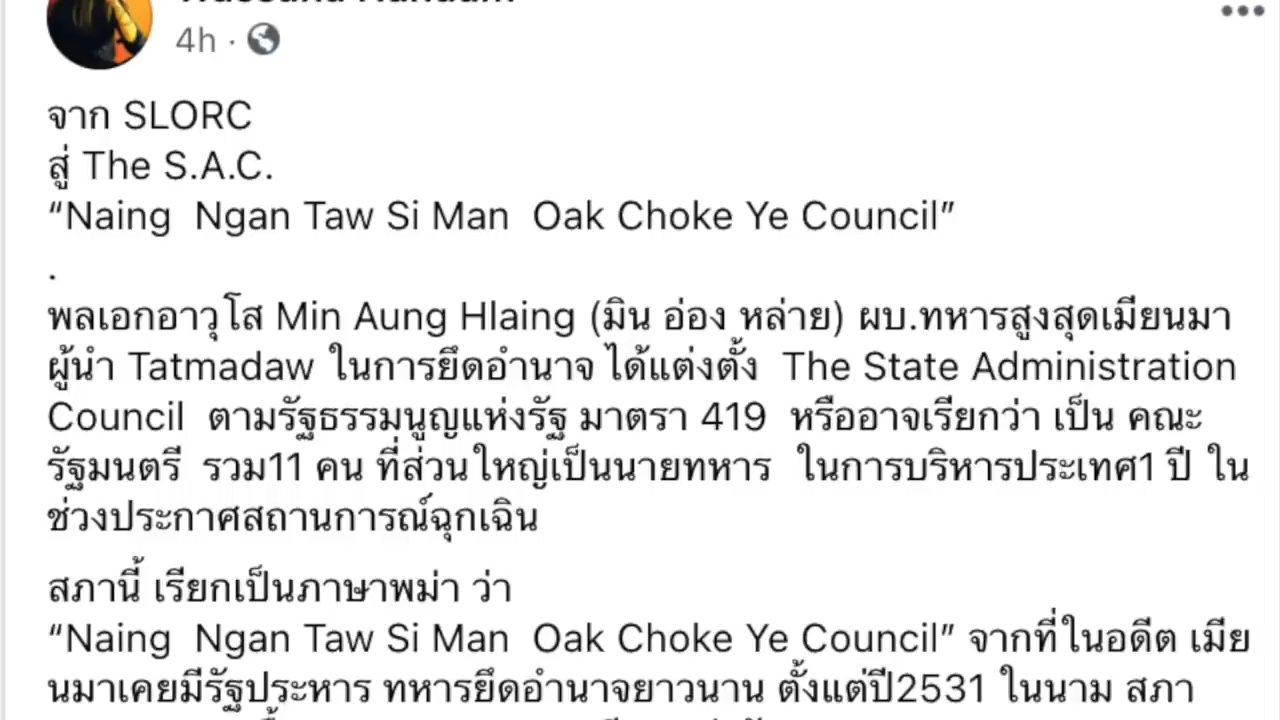 4h ·
จาก SLORC
สู่ The S.A.C.
“Naing Ngan Taw Si Man Oak Choke Ye Council”
.
พลเอกอาวุโส Min Aung Hlaing (มิน อ่อง หล่าย) ผบ.ทหารสูงสุดเมียนมา
ผู้นำ Tatmadaw ในการยึดอำนาจ ได้แต่งตั้ง The State Administration
Council ตามรัฐธรรมนูญแห่งรัฐ มาตรา 419 หรืออาจเรียกว่า เป็น คณะ
รัฐมนตรี รวม11 คน ที่ส่วนใหญ่เป็นนายทหาร ในการบริหารประเทศ1 ปี ใน
ช่วงประกาศสถานการณ์ฉุกเฉิน
สภานี้ เรียกเป็นภาษาพม่า ว่า
“Naing Ngan Taw Si Man Oak Choke Ye Council” จากที่ในอดีต เมีย
นมาเคยมีรัฐประหาร ทหารยึดอำนาจยาวนาน ตั้งแต่ปี2531 ในนาม สภา